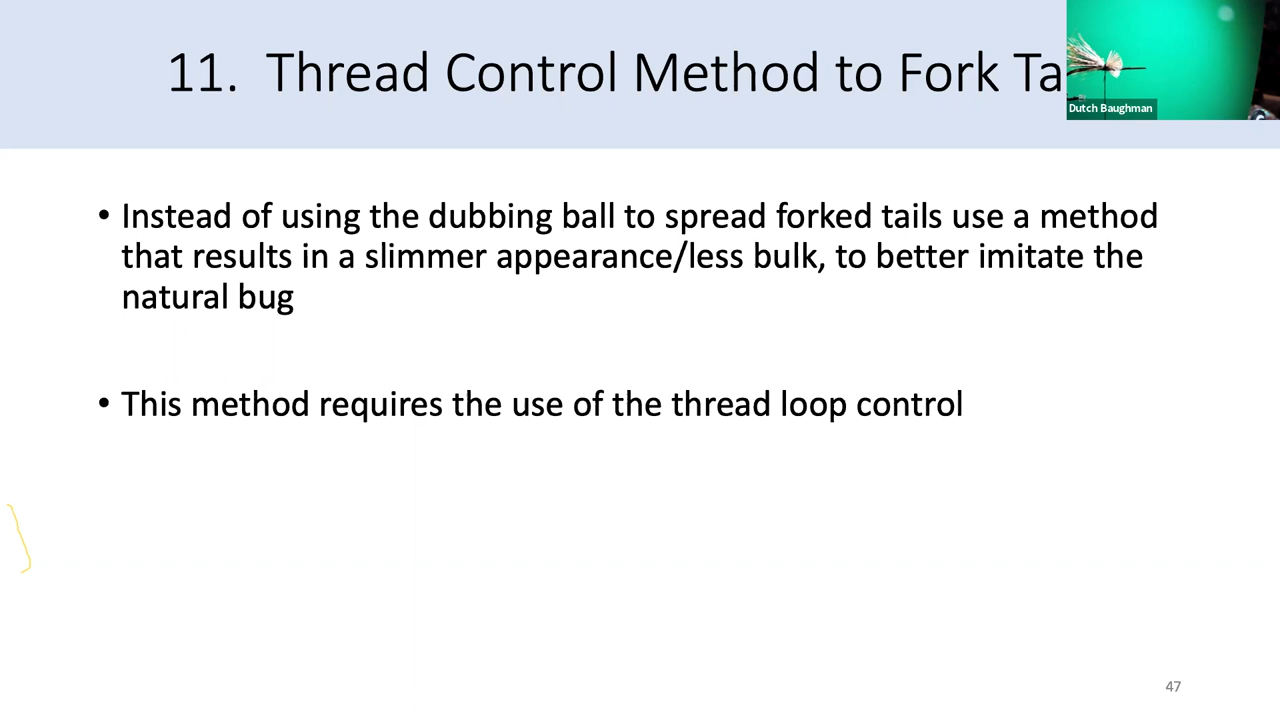 11. Thread Control Method to Fork Ta
Dutch Baughman
• Instead of using the dubbing ball to spread forked tails use a method
that results in a slimmer appearance/less bulk, to better imitate the
natural bug
• This method requires the use of the thread loop control
47